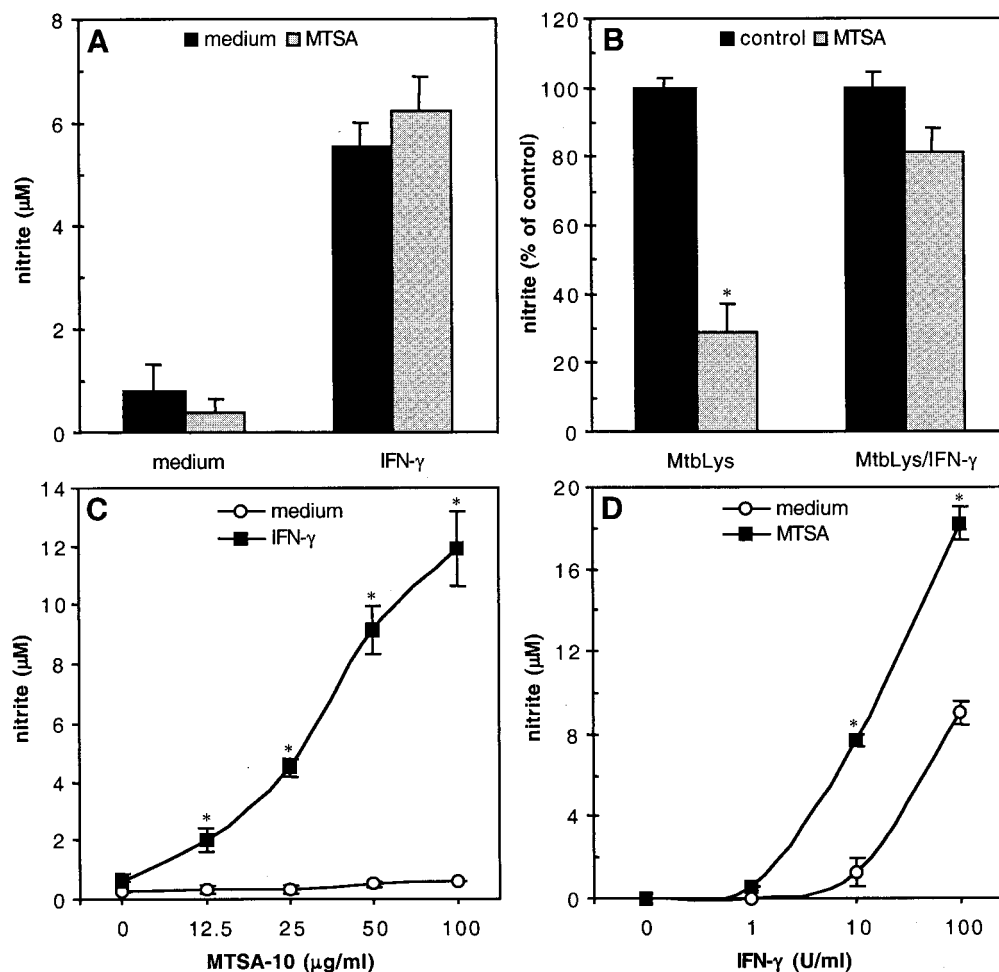 A
medium MTSA
nitrite (µM)
8
6
4
2
0
medium IFN-γ
B
control MTSA
nitrite (% of control)
120
100
80
60
40
20
0
*
MtbLys MtbLys/IFN-γ
C
medium
IFN-γ
nitrite (µM)
14
12
10
8
6
4
2
0
* * * *
0 12.5 25 50 100
MTSA-10 (µg/ml)
D
medium
MTSA
nitrite (µM)
20
16
12
8
4
0
* *
0 1 10 100
IFN-γ (U/ml)